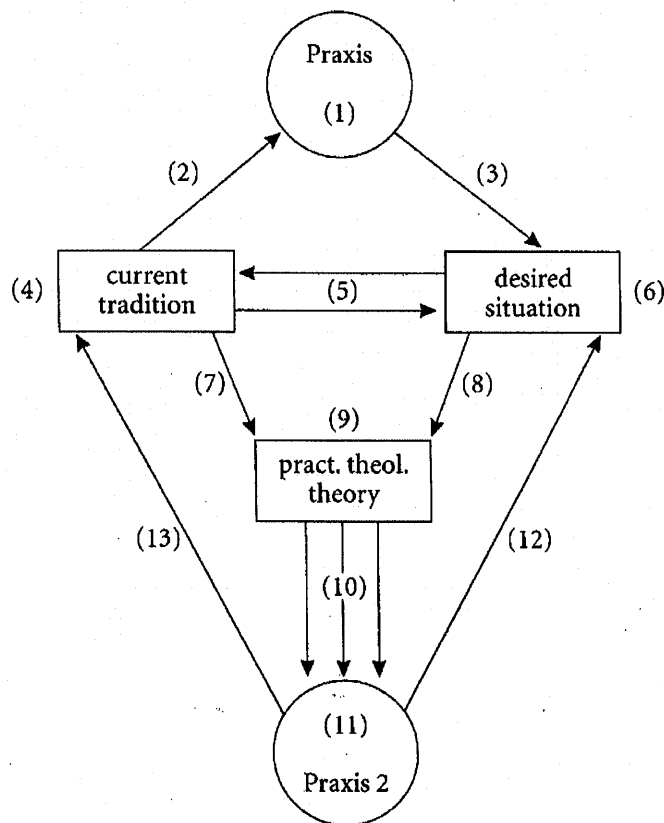 Praxis
(1)
(2)
(3)
(4)
current
tradition
(5)
desired
situation
(6)
(7)
(8)
(9)
pract. theol.
theory
(13)
(12)
(10)
(11)
Praxis 2